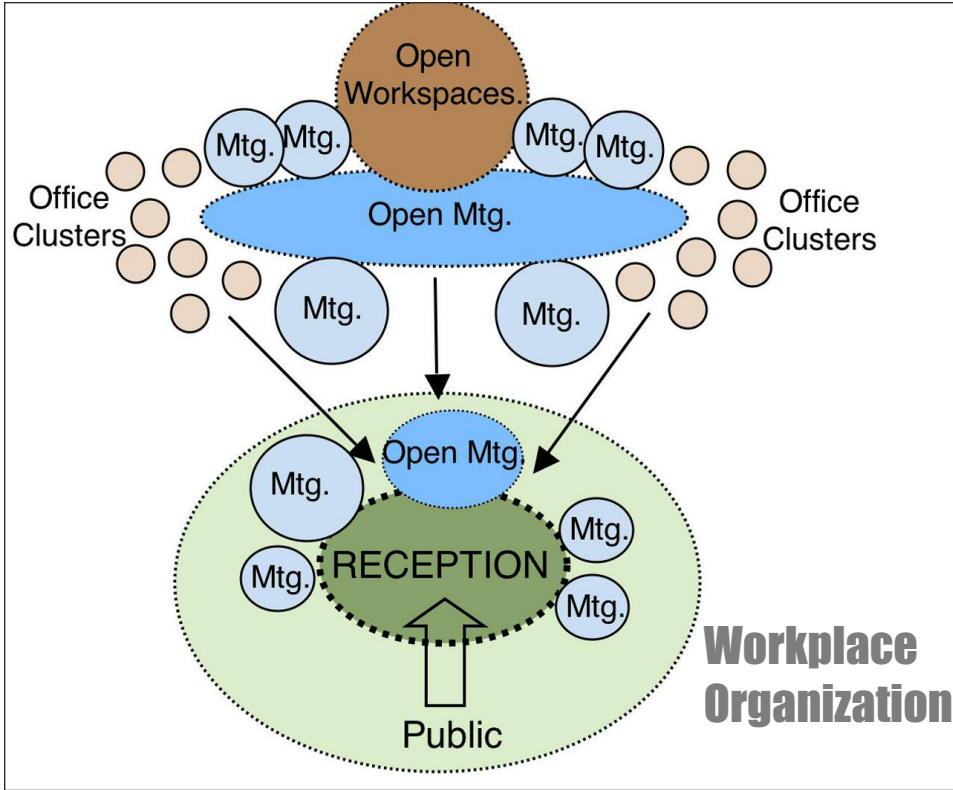 Open
Workspaces.
Mtg.
Mtg.
Mtg.
Mtg.
Office
Clusters
Open Mtg.
Office
Clusters
Mtg.
Mtg.
Open Mtg.
Mtg.
Mtg.
RECEPTION
Mtg.
Mtg.
Public
Workplace
Organization